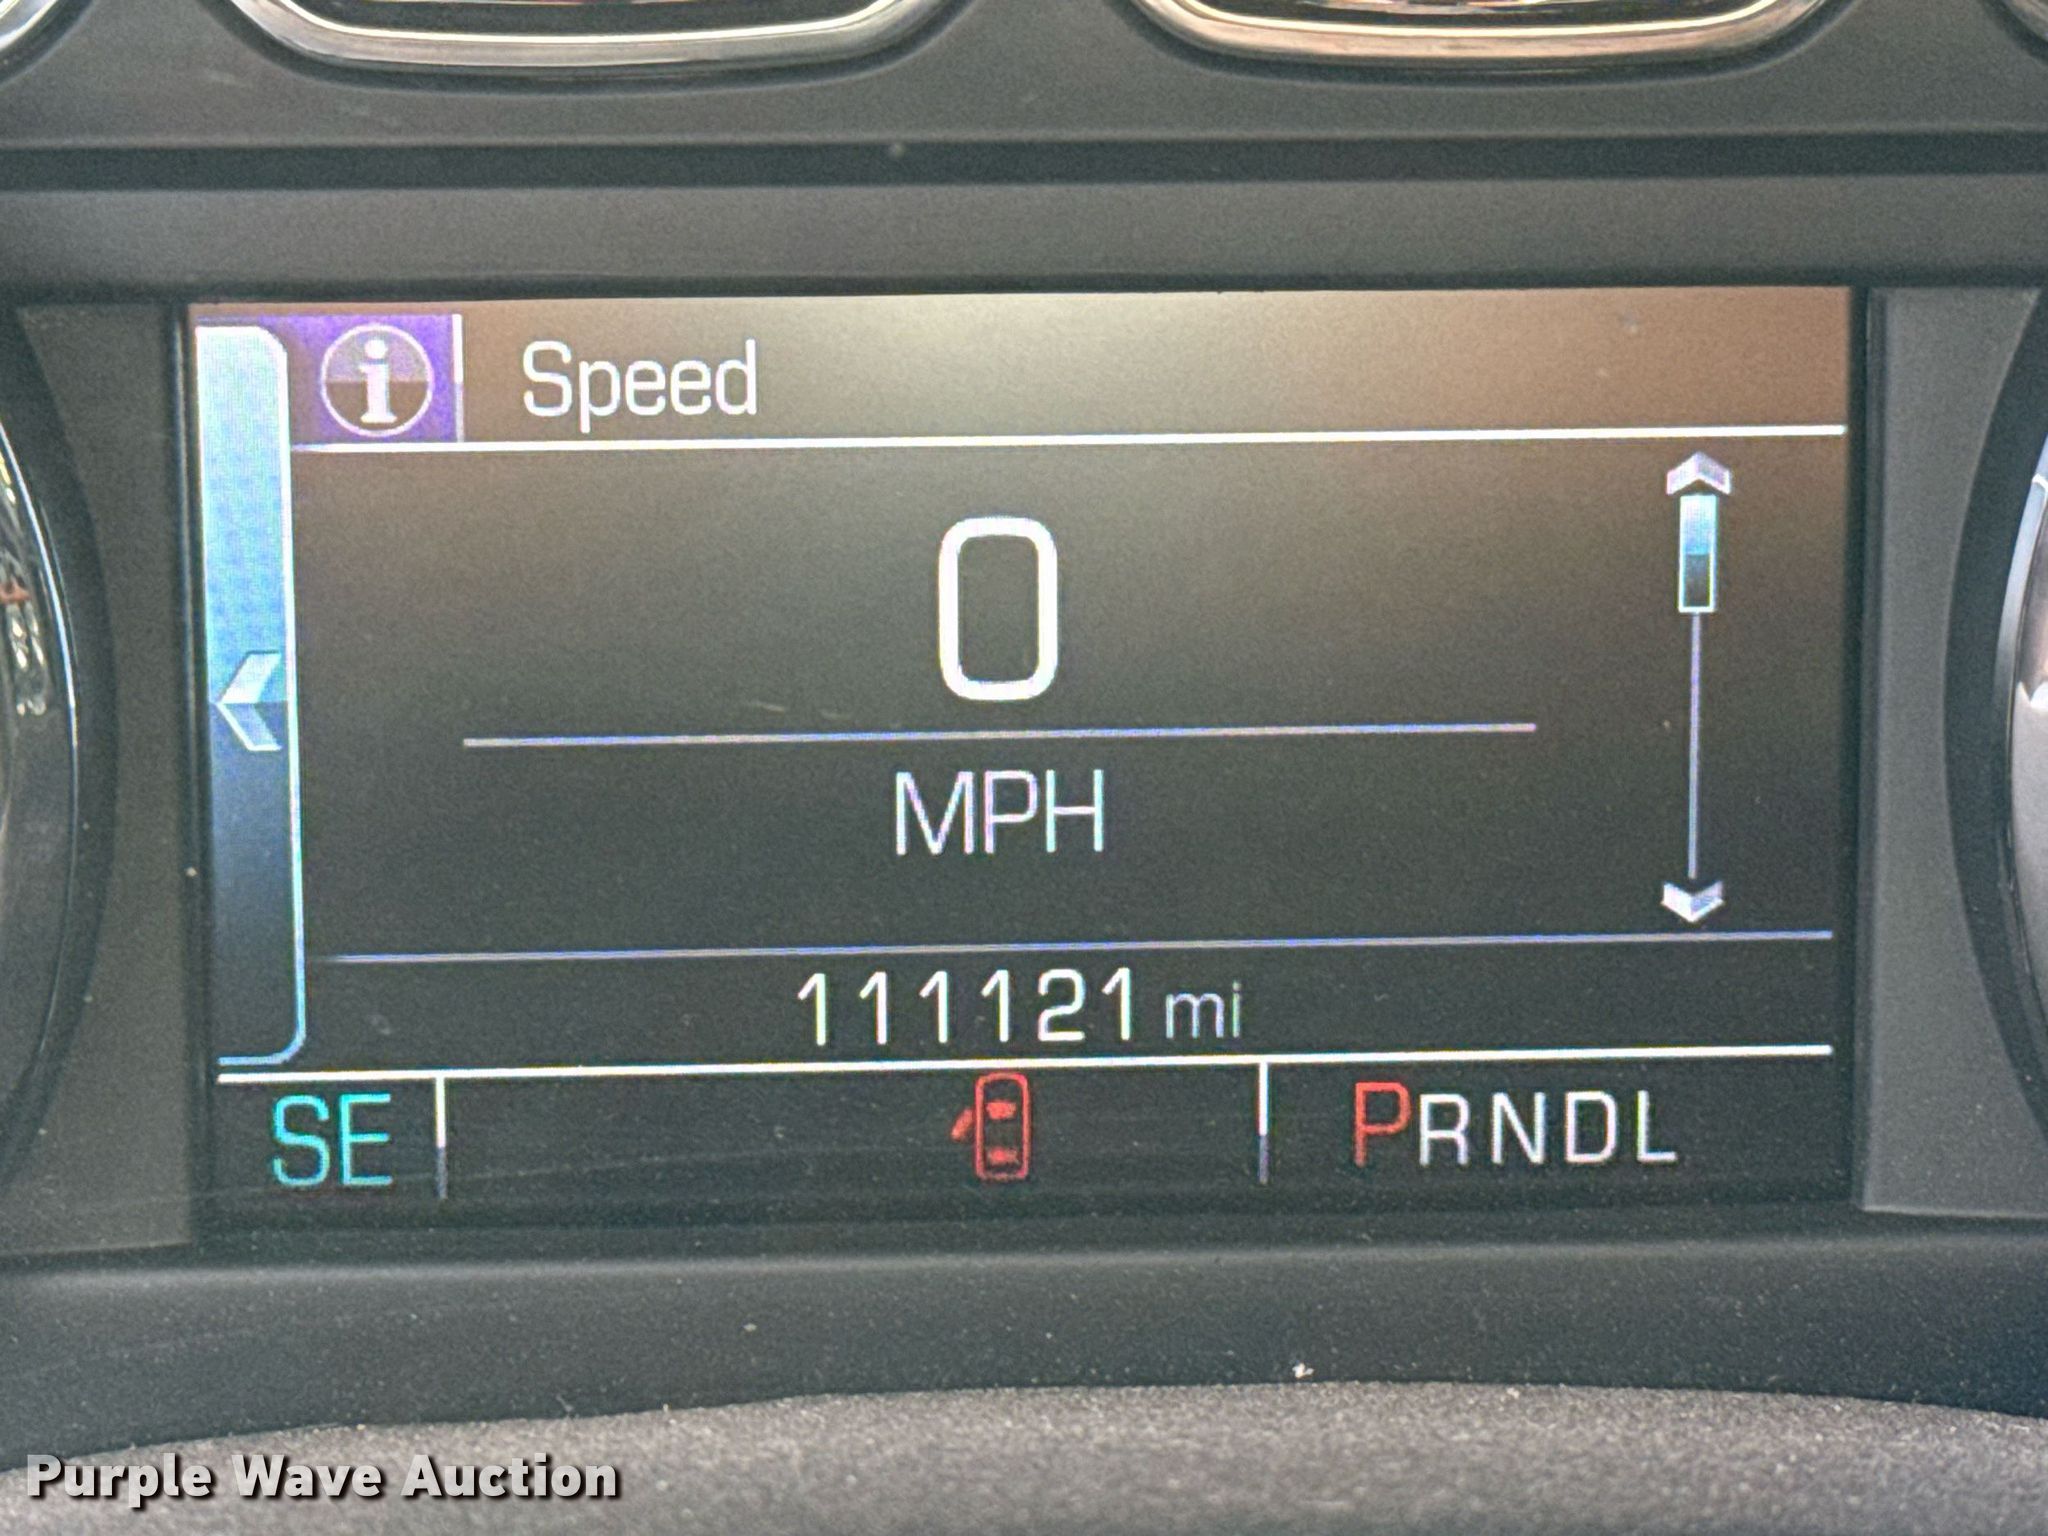 i Speed
0
MPH
111121 mi
SE PRNDL
Purple Wave Auction